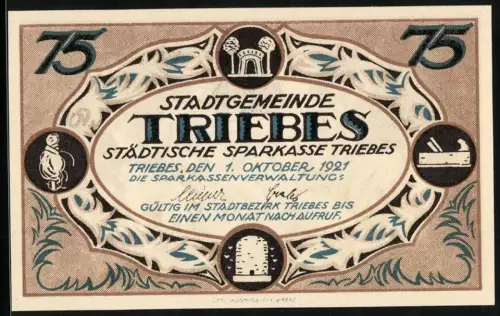 75 75
STADTGEMEINDE
TRIEBES
STÄDTISCHE SPARKASSE TRIEBES
TRIEBES, DEN 1. OKTOBER 1921
DIE SPARKASSENVERWALTUNG:
GÜLTIG IM STADTBEZIRK TRIEBES BIS
EINEN MONAT NACH AUFRUF.